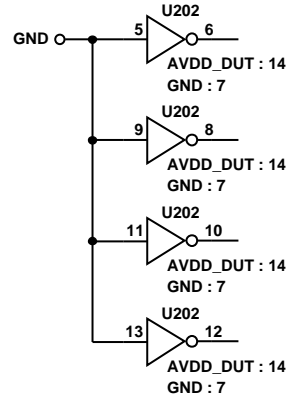 U202
GND 5 6
AVDD_DUT : 14
GND : 7
U202
9 8
AVDD_DUT : 14
GND : 7
U202
11 10
AVDD_DUT : 14
GND : 7
U202
13 12
AVDD_DUT : 14
GND : 7